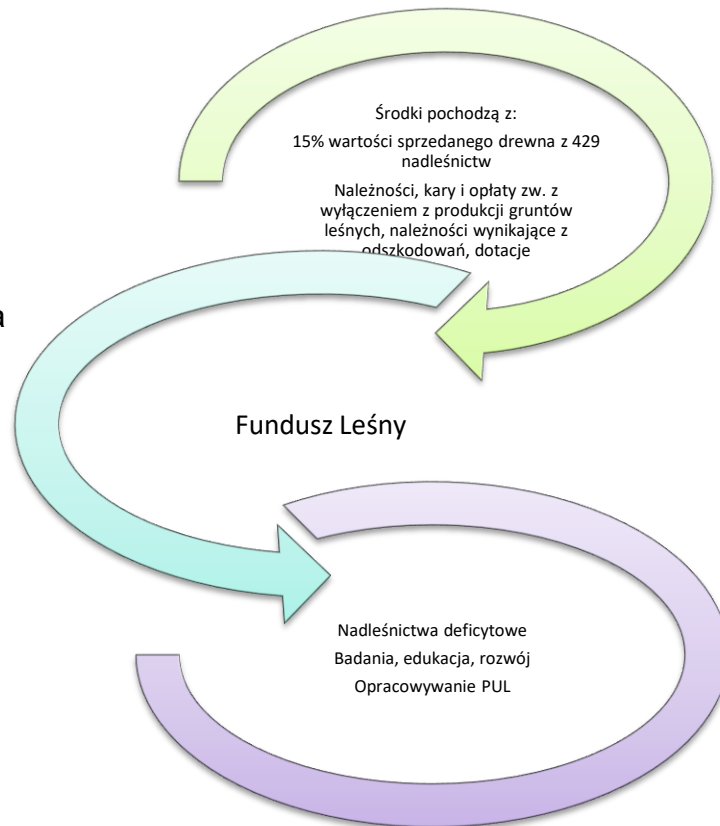 Środki pochodzą z:
15% wartości sprzedanego drewna z 429
nadleśnictw
Należności, kary i opłaty zw. z
wyłączeniem z produkcji gruntów
leśnych, należności wynikające z
odszkodowań, dotacje
a
Fundusz Leśny
Nadleśnictwa deficytowe
Badania, edukacja, rozwój
Opracowywanie PUL